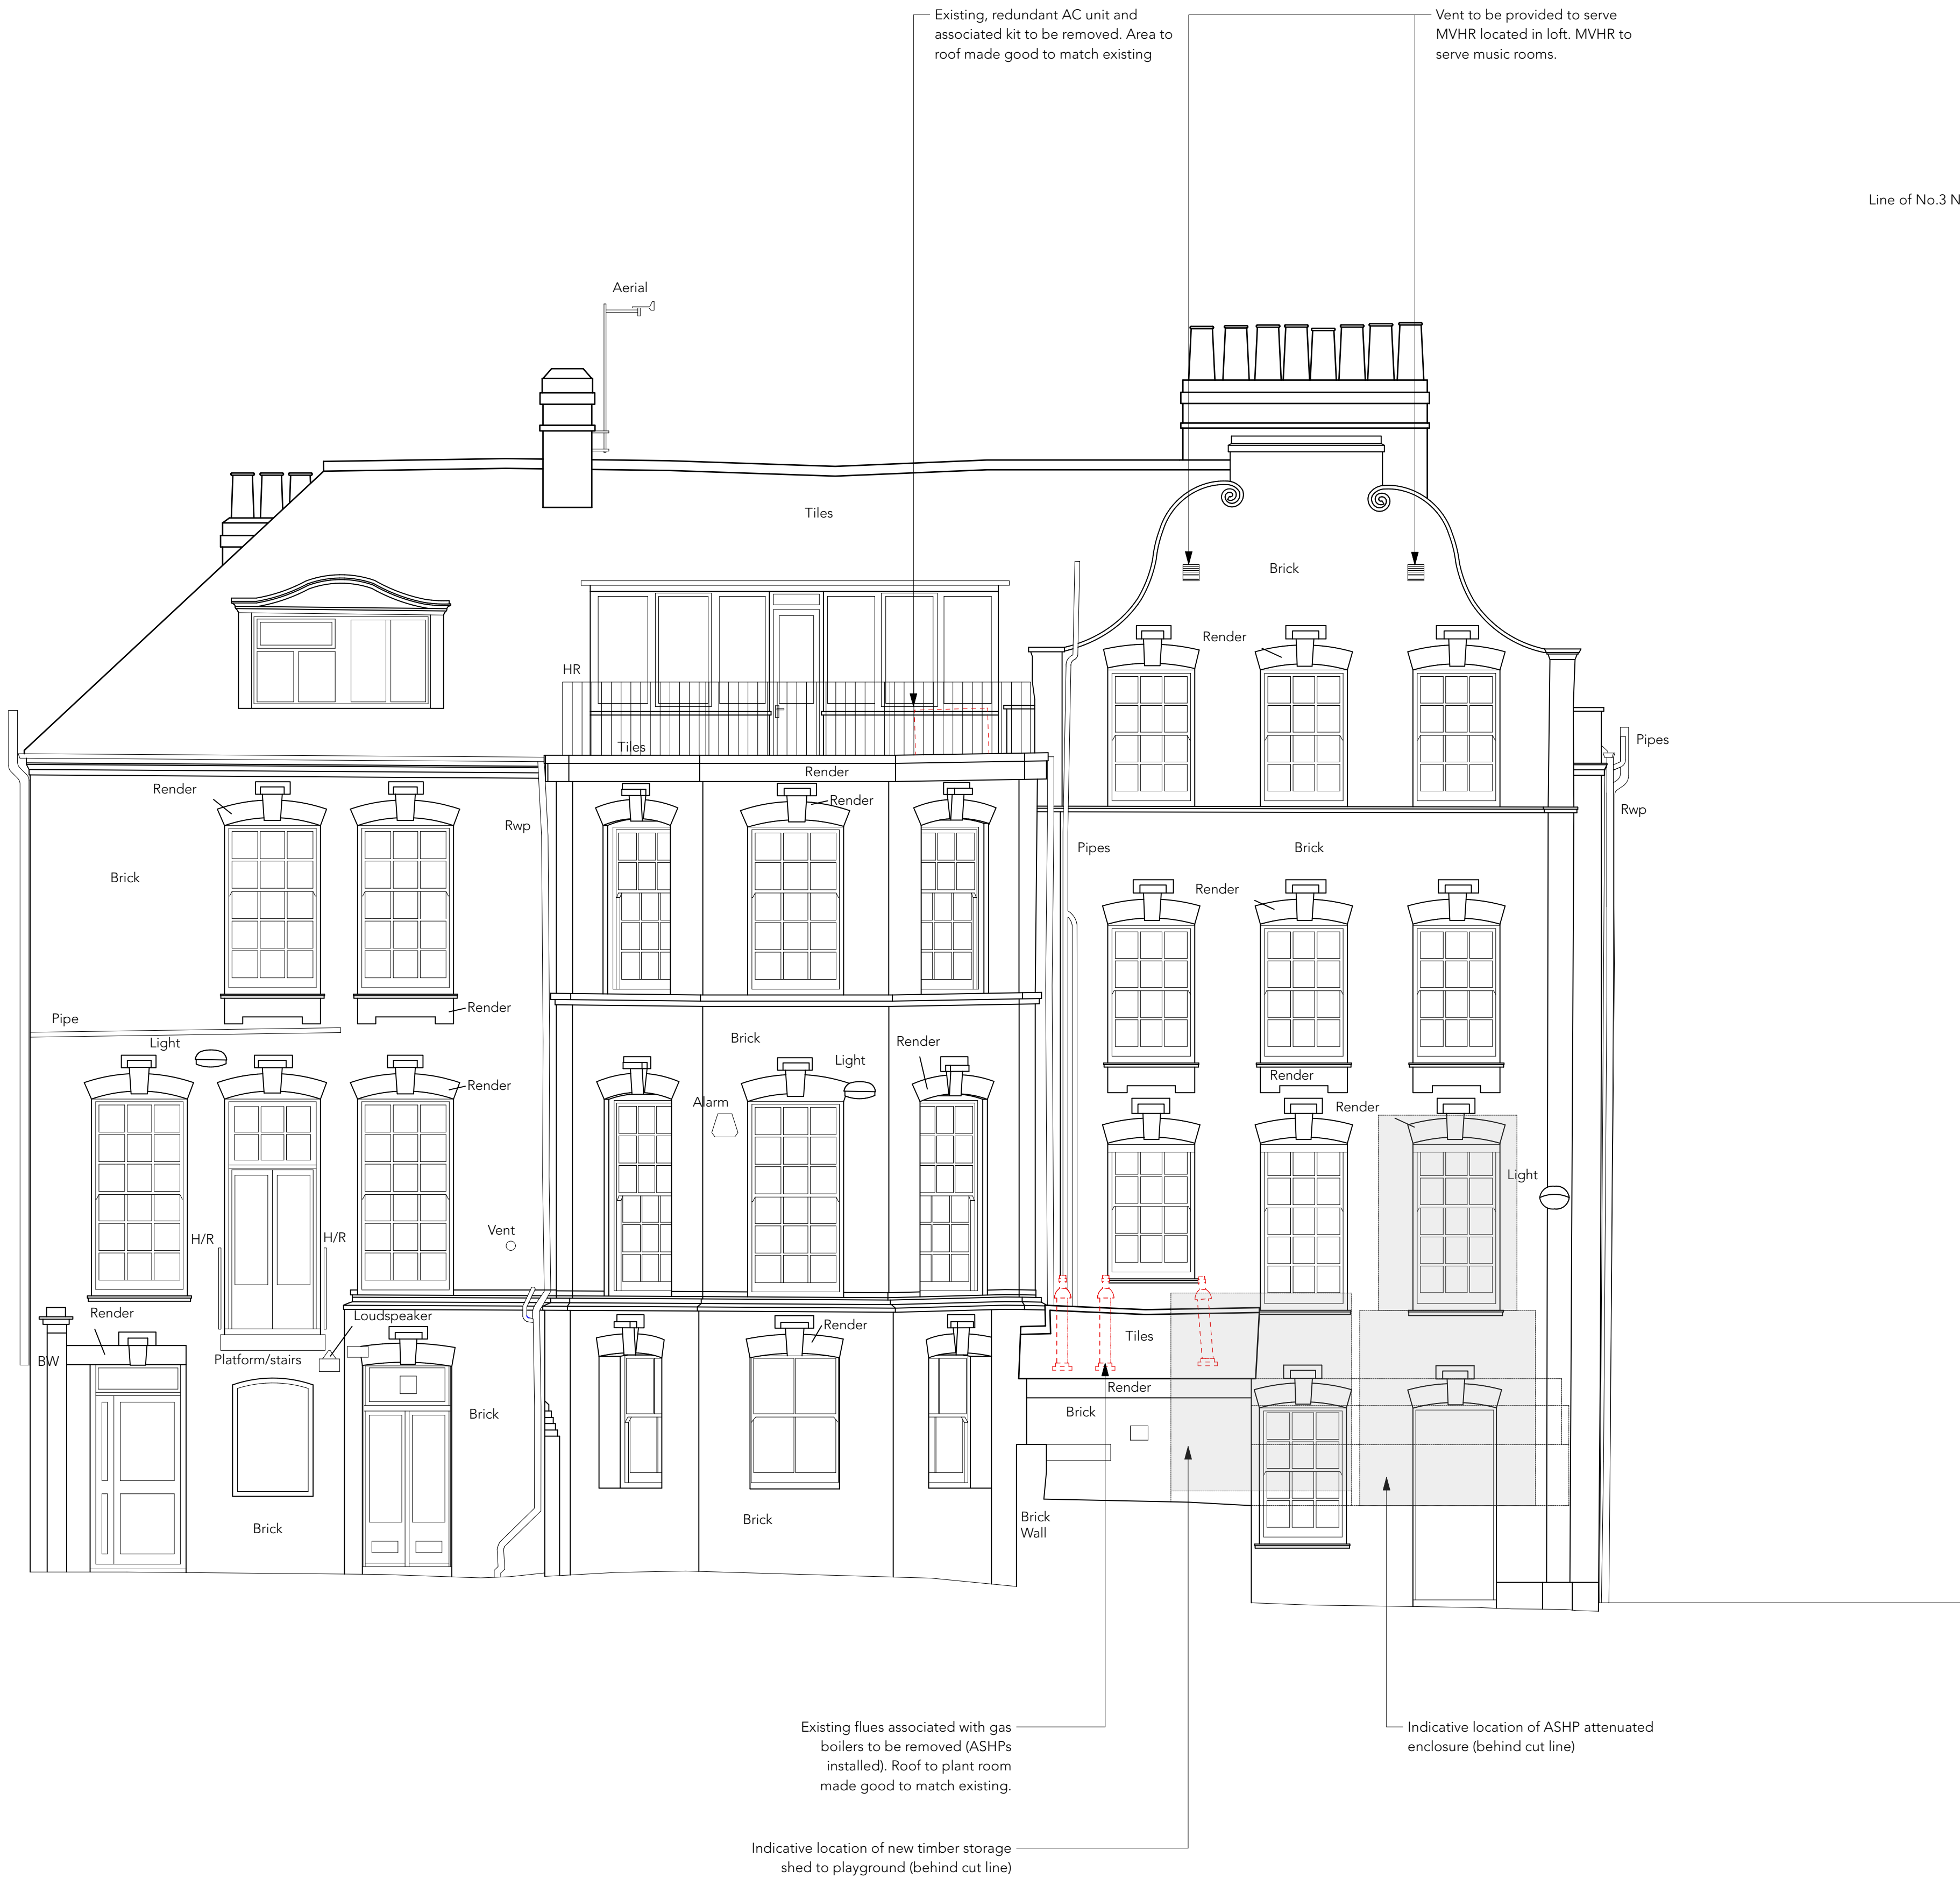 Existing, redundant AC unit and
associated kit to be removed. Area to
roof made good to match existing
Vent to be provided to serve
MVHR located in loft. MVHR to
serve music rooms.
Line of No.3 N
Aerial
Tiles
Brick
Render
HR
Pipes
Tiles
Render
Render
Render
Rwp
Rwp
Brick
Pipes
Brick
Render
Render
Pipe
Light
Brick
Render
Light
Render
Render
Alarm
Render
Light
Vent
H/R
H/R
Render
Loudspeaker
Render
Tiles
BW
Platform/stairs
Render
Brick
Brick
Brick
Brick
Brick
Wall
Existing flues associated with gas
boilers to be removed (ASHPs
installed). Roof to plant room
made good to match existing.
Indicative location of ASHP attenuated
enclosure (behind cut line)
Indicative location of new timber storage
shed to playground (behind cut line)